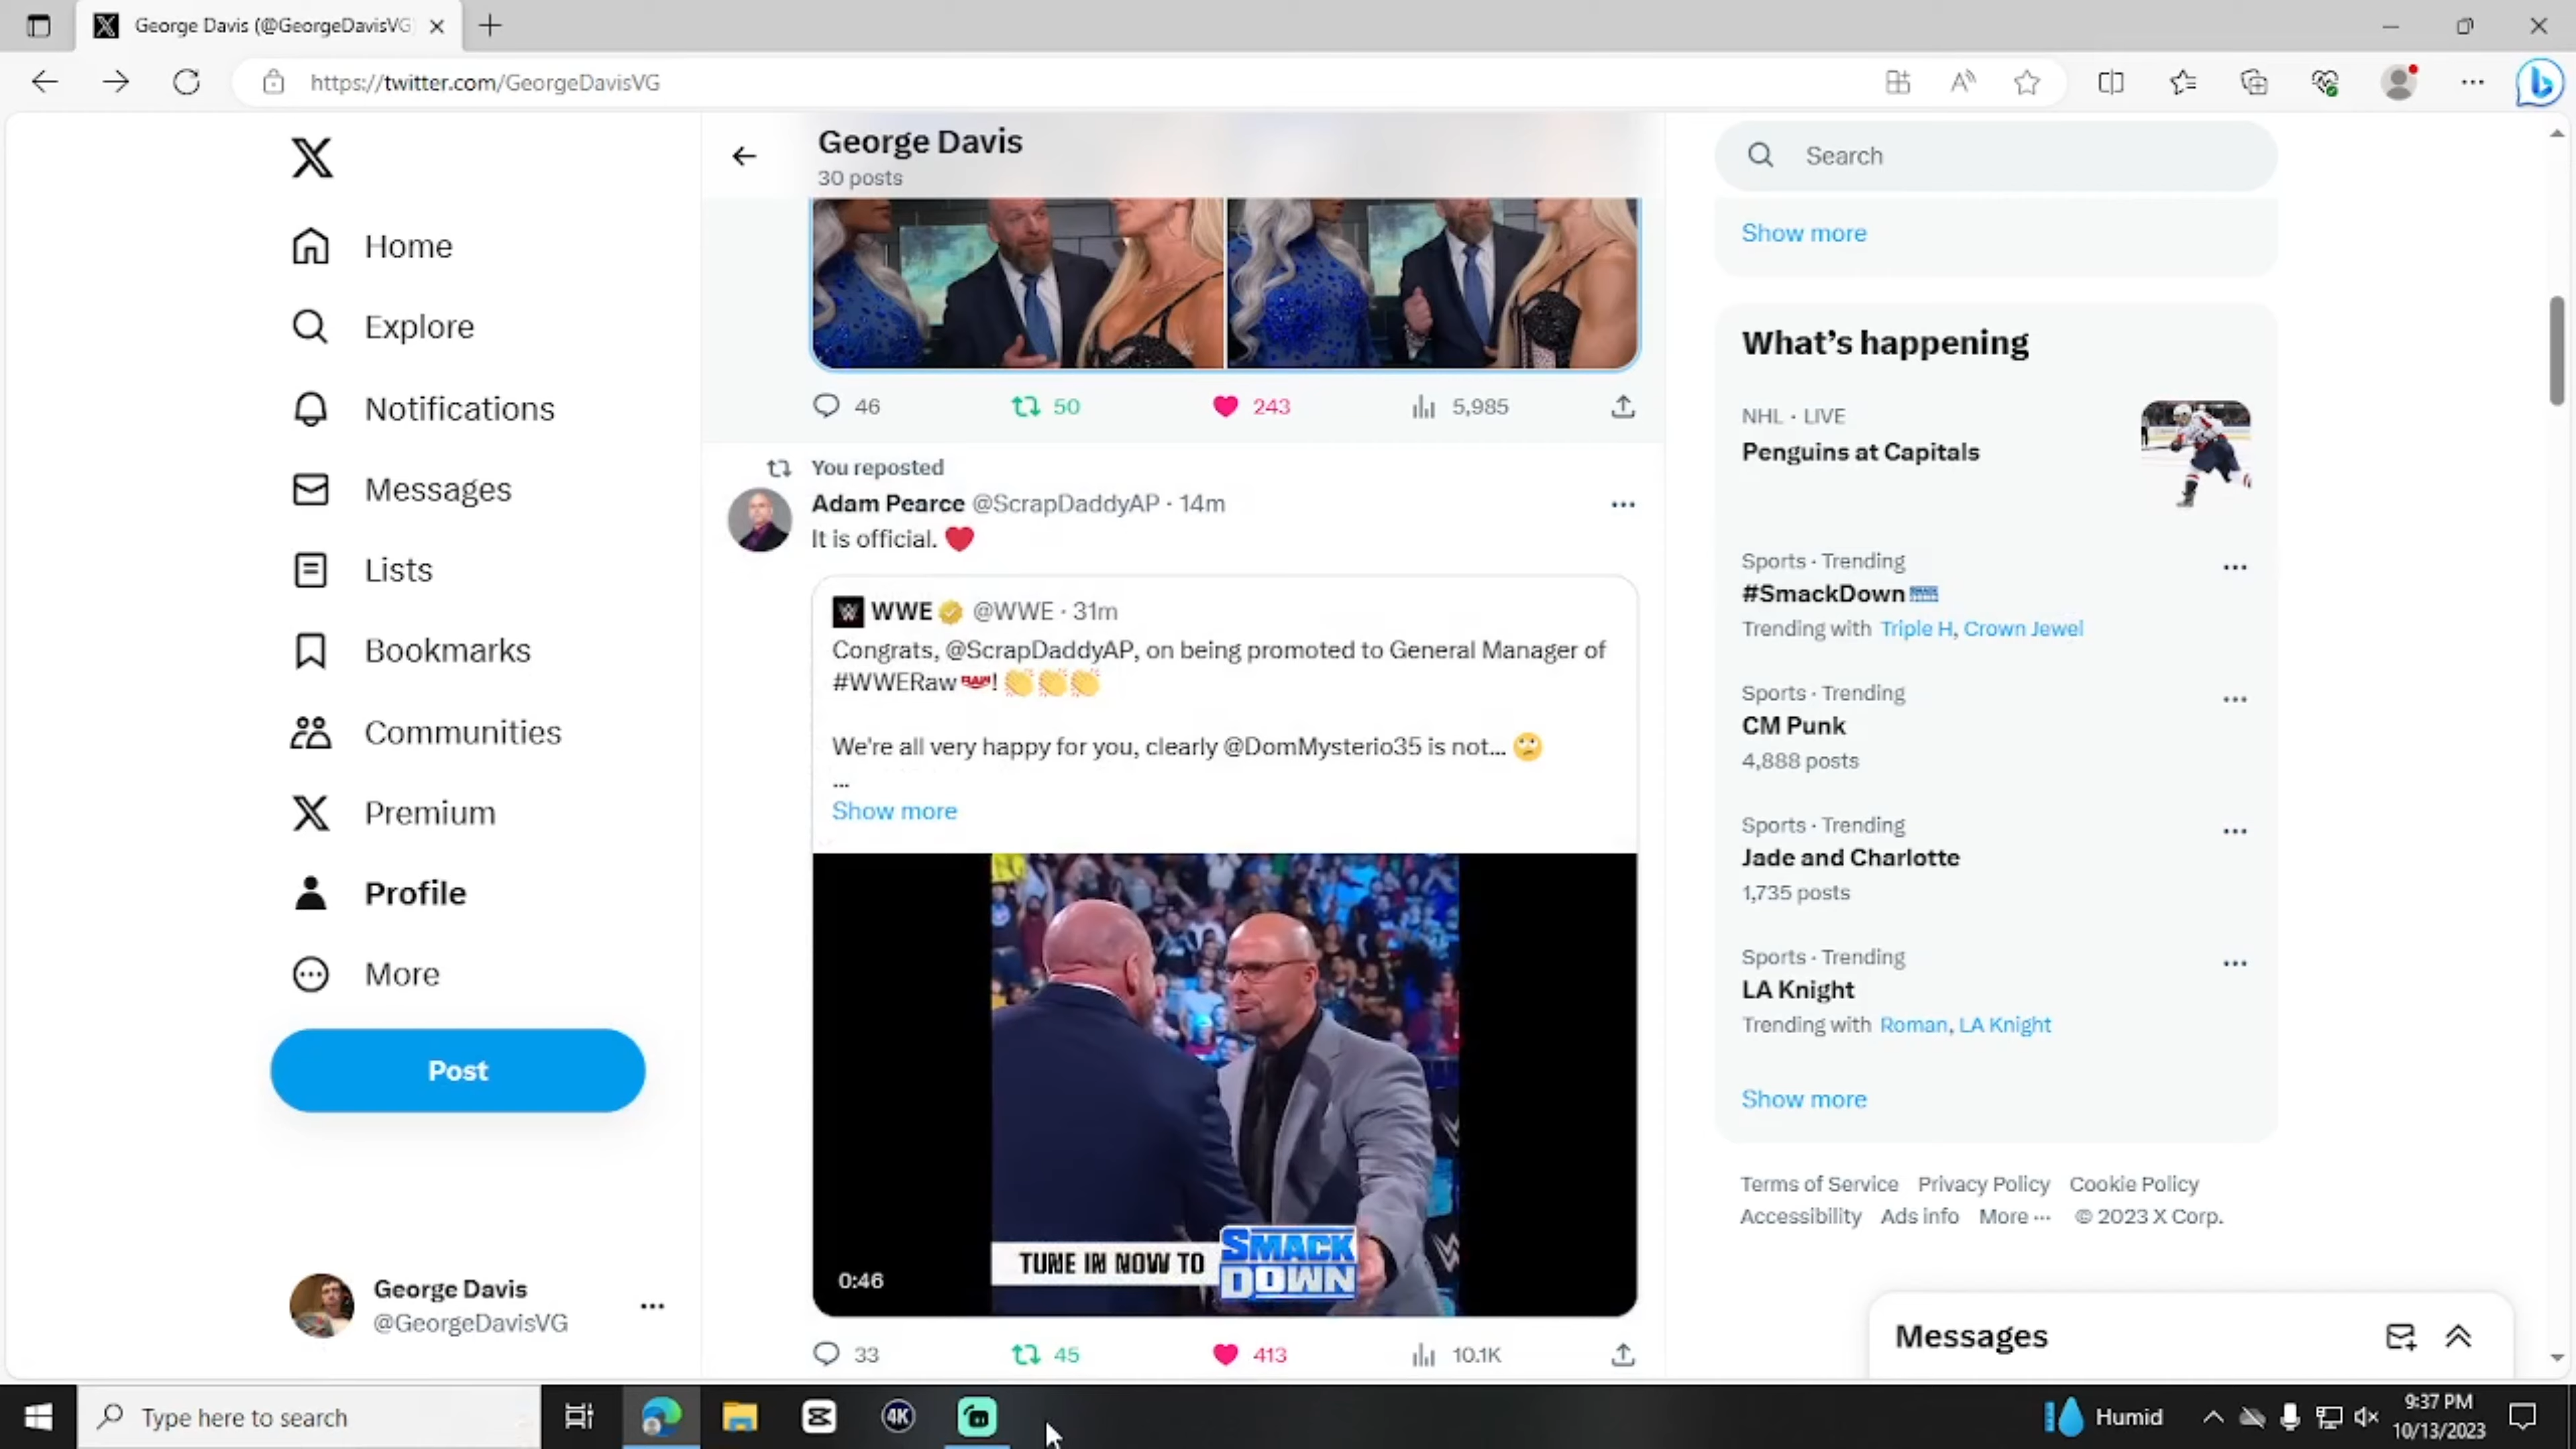 George Davis (@GeorgeDavisVG
https://twitter.com/GeorgeDavisVG
Home
Explore
Notifications
Messages
Lists
Bookmarks
Communities
Premium
Profile
More
Post
George Davis
@GeorgeDavisVG
George Davis
30 posts
46 50 243 5,985
You reposted
Adam Pearce @ScrapDaddyAP · 14m
It is official. ❤️
WWE @WWE · 31m
Congrats, @ScrapDaddyAP, on being promoted to General Manager of
#WWERaw RAW! 👏👏👏
We're all very happy for you, clearly @DomMysterio35 is not... 🙄
...
Show more
TUNE IN NOW TO SMACK
DOWN
0:46
33 45 413 10.1K
Search
Show more
What's happening
NHL · LIVE
Penguins at Capitals
Sports · Trending
#SmackDown
Trending with Triple H, Crown Jewel
Sports · Trending
CM Punk
4,888 posts
Sports · Trending
Jade and Charlotte
1,735 posts
Sports · Trending
LA Knight
Trending with Roman, LA Knight
Show more
Terms of Service Privacy Policy Cookie Policy
Accessibility Ads info More ··· © 2023 X Corp.
Messages
Type here to search
4K
Humid
9:37 PM
10/13/2023